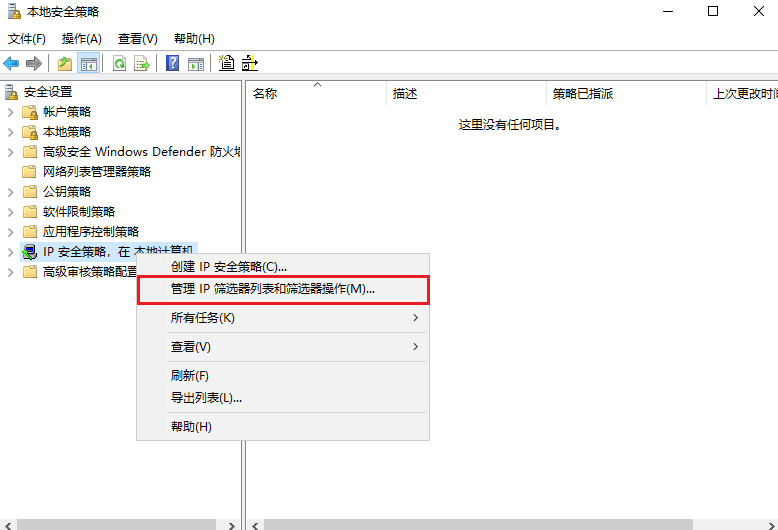 本地安全策略
文件(F) 操作(A) 查看(V) 帮助(H)
安全设置
帐户策略
本地策略
高级安全 Windows Defender 防火墙
网络列表管理器策略
公钥策略
软件限制策略
应用程序控制策略
IP 安全策略，在 本地计算机
高级审核策略配置
名称 描述 策略已指派 上次更改时间
这里没有任何项目。
创建 IP 安全策略(C)...
管理 IP 筛选器列表和筛选器操作(M)...
所有任务(K)
查看(V)
刷新(F)
导出列表(L)...
帮助(H)